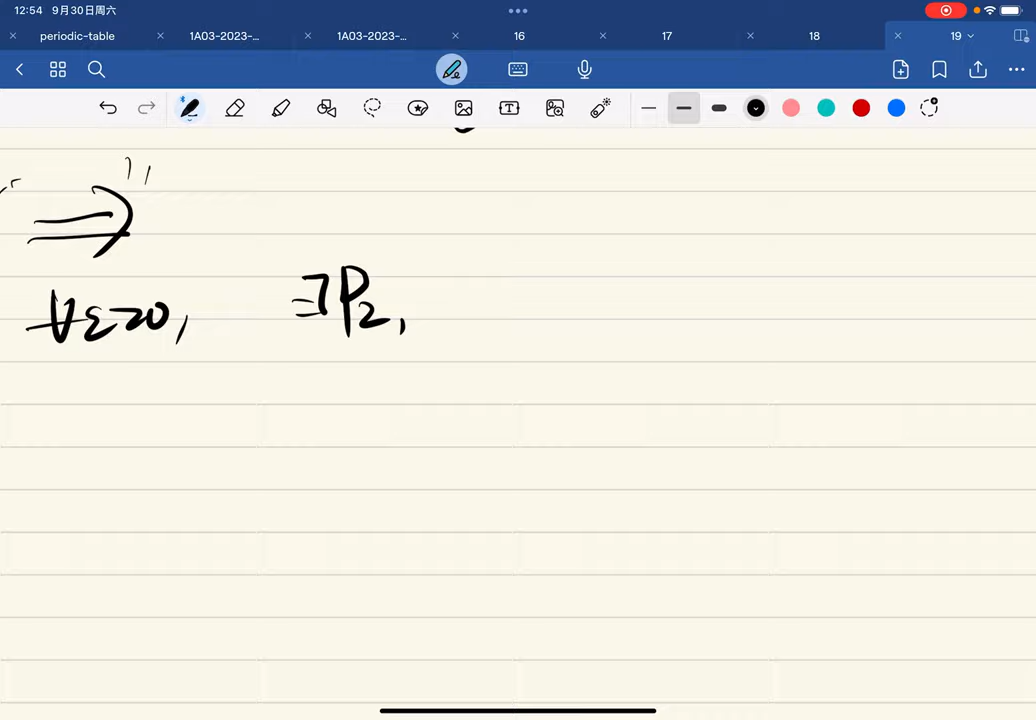 12:54 9月30日周六
periodic-table 1A03-2023-... 1A03-2023-... 16 17 18 19
"⇒"
∀ε>0, ∃P₂,